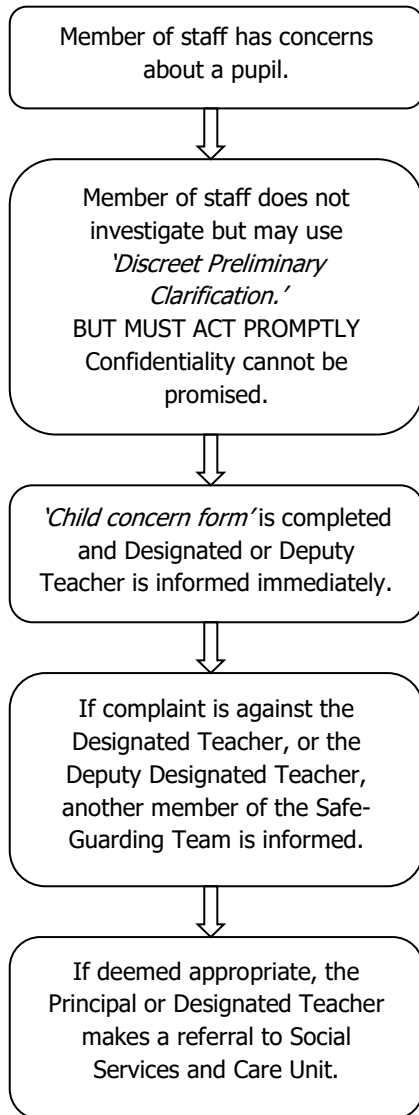 Member of staff has concerns
about a pupil.
Member of staff does not
investigate but may use
‘Discreet Preliminary
Clarification.’
BUT MUST ACT PROMPTLY
Confidentiality cannot be
promised.
‘Child concern form’ is completed
and Designated or Deputy
Teacher is informed immediately.
If complaint is against the
Designated Teacher, or the
Deputy Designated Teacher,
another member of the Safe-
Guarding Team is informed.
If deemed appropriate, the
Principal or Designated Teacher
makes a referral to Social
Services and Care Unit.